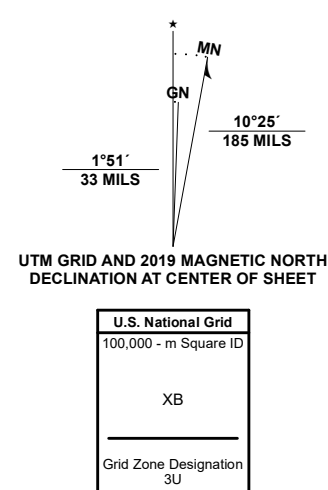 ★
MN
GN
10°25´
185 MILS
1°51´
33 MILS
UTM GRID AND 2019 MAGNETIC NORTH
DECLINATION AT CENTER OF SHEET
U.S. National Grid
100,000 - m Square ID
XB
Grid Zone Designation
3U